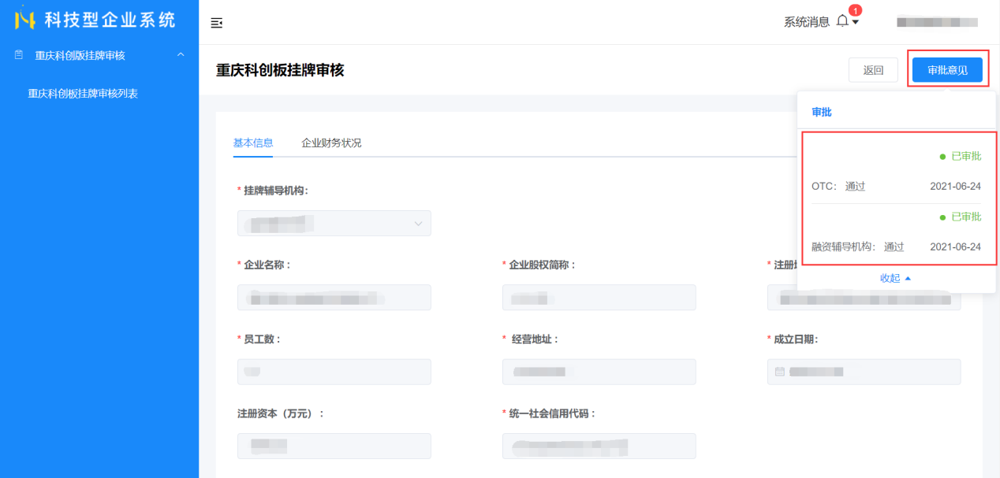 科技型企业系统
系统消息
1
重庆科创版挂牌审核
重庆科创板挂牌审核列表
重庆科创板挂牌审核
返回
审批意见
审批
已审批
OTC: 通过 2021-06-24
已审批
融资辅导机构: 通过 2021-06-24
收起
基本信息 企业财务状况
* 挂牌辅导机构:
* 企业名称 : * 企业股权简称 : * 注册
* 员工数 : * 经营地址 : * 成立日期:
注册资本（万元）: * 统一社会信用代码 :